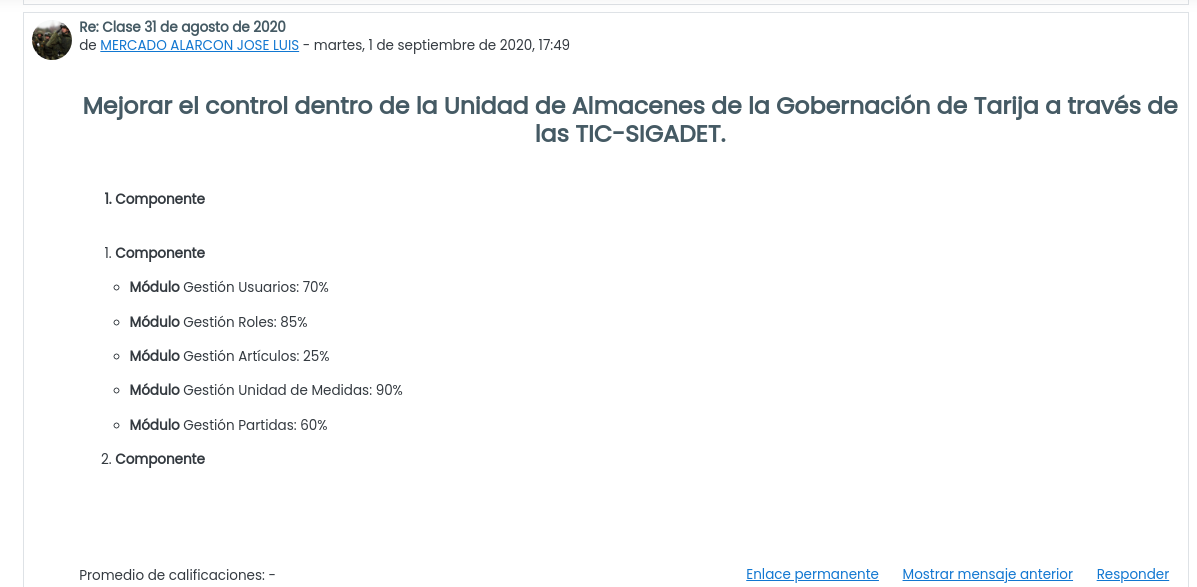 Re: Clase 31 de agosto de 2020
de MERCADO ALARCON JOSE LUIS - martes, 1 de septiembre de 2020, 17:49
Mejorar el control dentro de la Unidad de Almacenes de la Gobernación de Tarija a través de
las TIC-SIGADET.
1. Componente
1. Componente
Módulo Gestión Usuarios: 70%
Módulo Gestión Roles: 85%
Módulo Gestión Artículos: 25%
Módulo Gestión Unidad de Medidas: 90%
Módulo Gestión Partidas: 60%
2. Componente
Promedio de calificaciones: - Enlace permanente Mostrar mensaje anterior Responder